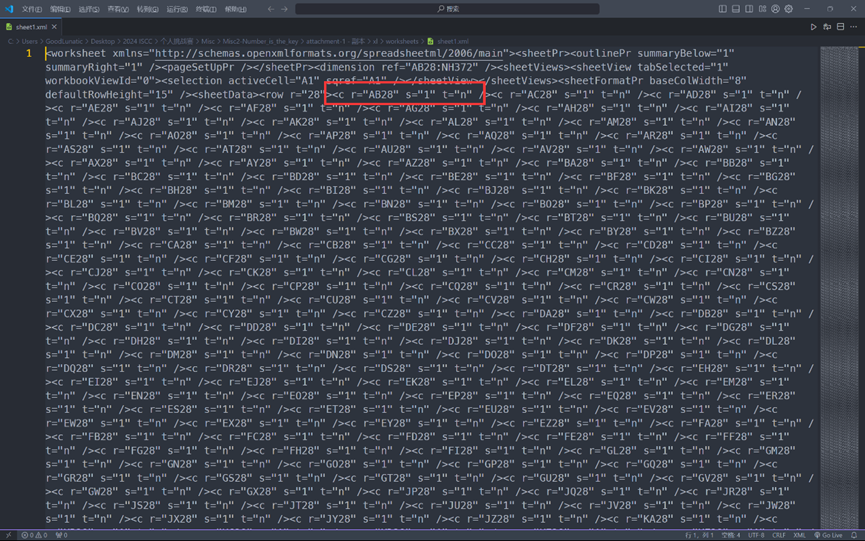 文件(F) 编辑(E) 选择(S) 查看(V) 转到(G) 运行(R) 终端(T) 帮助(H) 搜索
sheet1.xml
C: > Users > GoodLunatic > Desktop > 2024 ISCC > 个人挑战赛 > Misc > Misc2-Number_is_the_key > attachment-1 - 副本 > xl > worksheets > sheet1.xml
1 <worksheet xmlns="http://schemas.openxmlformats.org/spreadsheetml/2006/main"><sheetPr><outlinePr summaryBelow="1"
summaryRight="1" /><pageSetUpPr /></sheetPr><dimension ref="AB28:NH372" /><sheetViews><sheetView tabSelected="1"
workbookViewId="0"><selection activeCell="A1" sqref="A1" /></sheetView></sheetViews><sheetFormatPr baseColWidth="8"
defaultRowHeight="15" /><sheetData><row r="28"><c r="AB28" s="1" t="n" /><c r="AC28" s="1" t="n" /><c r="AD28" s="1" t="n" /
><c r="AE28" s="1" t="n" /><c r="AF28" s="1" t="n" /><c r="AG28" s="1" t="n" /><c r="AH28" s="1" t="n" /><c r="AI28"
s="1" t="n" /><c r="AJ28" s="1" t="n" /><c r="AK28" s="1" t="n" /><c r="AL28" s="1" t="n" /><c r="AM28" s="1" t="n" /><c r="AN28"
s="1" t="n" /><c r="AO28" s="1" t="n" /><c r="AP28" s="1" t="n" /><c r="AQ28" s="1" t="n" /><c r="AR28" s="1" t="n" /><c
r="AS28" s="1" t="n" /><c r="AT28" s="1" t="n" /><c r="AU28" s="1" t="n" /><c r="AV28" s="1" t="n" /><c r="AW28" s="1" t="n" /
><c r="AX28" s="1" t="n" /><c r="AY28" s="1" t="n" /><c r="AZ28" s="1" t="n" /><c r="BA28" s="1" t="n" /><c r="BB28" s="1"
t="n" /><c r="BC28" s="1" t="n" /><c r="BD28" s="1" t="n" /><c r="BE28" s="1" t="n" /><c r="BF28" s="1" t="n" /><c r="BG28"
s="1" t="n" /><c r="BH28" s="1" t="n" /><c r="BI28" s="1" t="n" /><c r="BJ28" s="1" t="n" /><c r="BK28" s="1" t="n" /><c
r="BL28" s="1" t="n" /><c r="BM28" s="1" t="n" /><c r="BN28" s="1" t="n" /><c r="BO28" s="1" t="n" /><c r="BP28" s="1" t="n" /
><c r="BQ28" s="1" t="n" /><c r="BR28" s="1" t="n" /><c r="BS28" s="1" t="n" /><c r="BT28" s="1" t="n" /><c r="BU28" s="1"
t="n" /><c r="BV28" s="1" t="n" /><c r="BW28" s="1" t="n" /><c r="BX28" s="1" t="n" /><c r="BY28" s="1" t="n" /><c r="BZ28"
s="1" t="n" /><c r="CA28" s="1" t="n" /><c r="CB28" s="1" t="n" /><c r="CC28" s="1" t="n" /><c r="CD28" s="1" t="n" /><c
r="CE28" s="1" t="n" /><c r="CF28" s="1" t="n" /><c r="CG28" s="1" t="n" /><c r="CH28" s="1" t="n" /><c r="CI28" s="1" t="n" /
><c r="CJ28" s="1" t="n" /><c r="CK28" s="1" t="n" /><c r="CL28" s="1" t="n" /><c r="CM28" s="1" t="n" /><c r="CN28" s="1"
t="n" /><c r="CO28" s="1" t="n" /><c r="CP28" s="1" t="n" /><c r="CQ28" s="1" t="n" /><c r="CR28" s="1" t="n" /><c r="CS28"
s="1" t="n" /><c r="CT28" s="1" t="n" /><c r="CU28" s="1" t="n" /><c r="CV28" s="1" t="n" /><c r="CW28" s="1" t="n" /><c
r="CX28" s="1" t="n" /><c r="CY28" s="1" t="n" /><c r="CZ28" s="1" t="n" /><c r="DA28" s="1" t="n" /><c r="DB28" s="1" t="n" /
><c r="DC28" s="1" t="n" /><c r="DD28" s="1" t="n" /><c r="DE28" s="1" t="n" /><c r="DF28" s="1" t="n" /><c r="DG28" s="1"
t="n" /><c r="DH28" s="1" t="n" /><c r="DI28" s="1" t="n" /><c r="DJ28" s="1" t="n" /><c r="DK28" s="1" t="n" /><c r="DL28"
s="1" t="n" /><c r="DM28" s="1" t="n" /><c r="DN28" s="1" t="n" /><c r="DO28" s="1" t="n" /><c r="DP28" s="1" t="n" /><c
r="DQ28" s="1" t="n" /><c r="DR28" s="1" t="n" /><c r="DS28" s="1" t="n" /><c r="DT28" s="1" t="n" /><c r="EH28" s="1" t="n" /
><c r="EI28" s="1" t="n" /><c r="EJ28" s="1" t="n" /><c r="EK28" s="1" t="n" /><c r="EL28" s="1" t="n" /><c r="EM28" s="1"
t="n" /><c r="EN28" s="1" t="n" /><c r="EO28" s="1" t="n" /><c r="EP28" s="1" t="n" /><c r="EQ28" s="1" t="n" /><c r="ER28"
s="1" t="n" /><c r="ES28" s="1" t="n" /><c r="ET28" s="1" t="n" /><c r="EU28" s="1" t="n" /><c r="EV28" s="1" t="n" /><c
r="EW28" s="1" t="n" /><c r="EX28" s="1" t="n" /><c r="EY28" s="1" t="n" /><c r="EZ28" s="1" t="n" /><c r="FA28" s="1" t="n" /
><c r="FB28" s="1" t="n" /><c r="FC28" s="1" t="n" /><c r="FD28" s="1" t="n" /><c r="FE28" s="1" t="n" /><c r="FF28" s="1"
t="n" /><c r="FG28" s="1" t="n" /><c r="FH28" s="1" t="n" /><c r="FI28" s="1" t="n" /><c r="GL28" s="1" t="n" /><c r="GM28"
s="1" t="n" /><c r="GN28" s="1" t="n" /><c r="GO28" s="1" t="n" /><c r="GP28" s="1" t="n" /><c r="GQ28" s="1" t="n" /><c
r="GR28" s="1" t="n" /><c r="GS28" s="1" t="n" /><c r="GT28" s="1" t="n" /><c r="GU28" s="1" t="n" /><c r="GV28" s="1" t="n" /
><c r="GW28" s="1" t="n" /><c r="GX28" s="1" t="n" /><c r="JP28" s="1" t="n" /><c r="JQ28" s="1" t="n" /><c r="JR28" s="1"
t="n" /><c r="JS28" s="1" t="n" /><c r="JT28" s="1" t="n" /><c r="JU28" s="1" t="n" /><c r="JV28" s="1" t="n" /><c r="JW28"
s="1" t="n" /><c r="JX28" s="1" t="n" /><c r="JY28" s="1" t="n" /><c r="JZ28" s="1" t="n" /><c r="KA28" s="1" t="n" /><c
0 0 0 行 1，列 1 空格: 4 UTF-8 CRLF XML Go Live